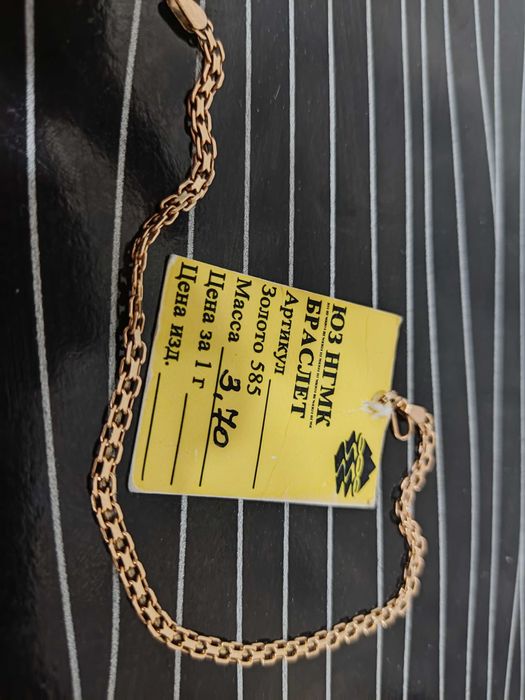 ЮЗ НГМК
БРАСЛЕТ
Артикул
Золото 585
Масса 3,70
Цена за 1 г
Цена изд.